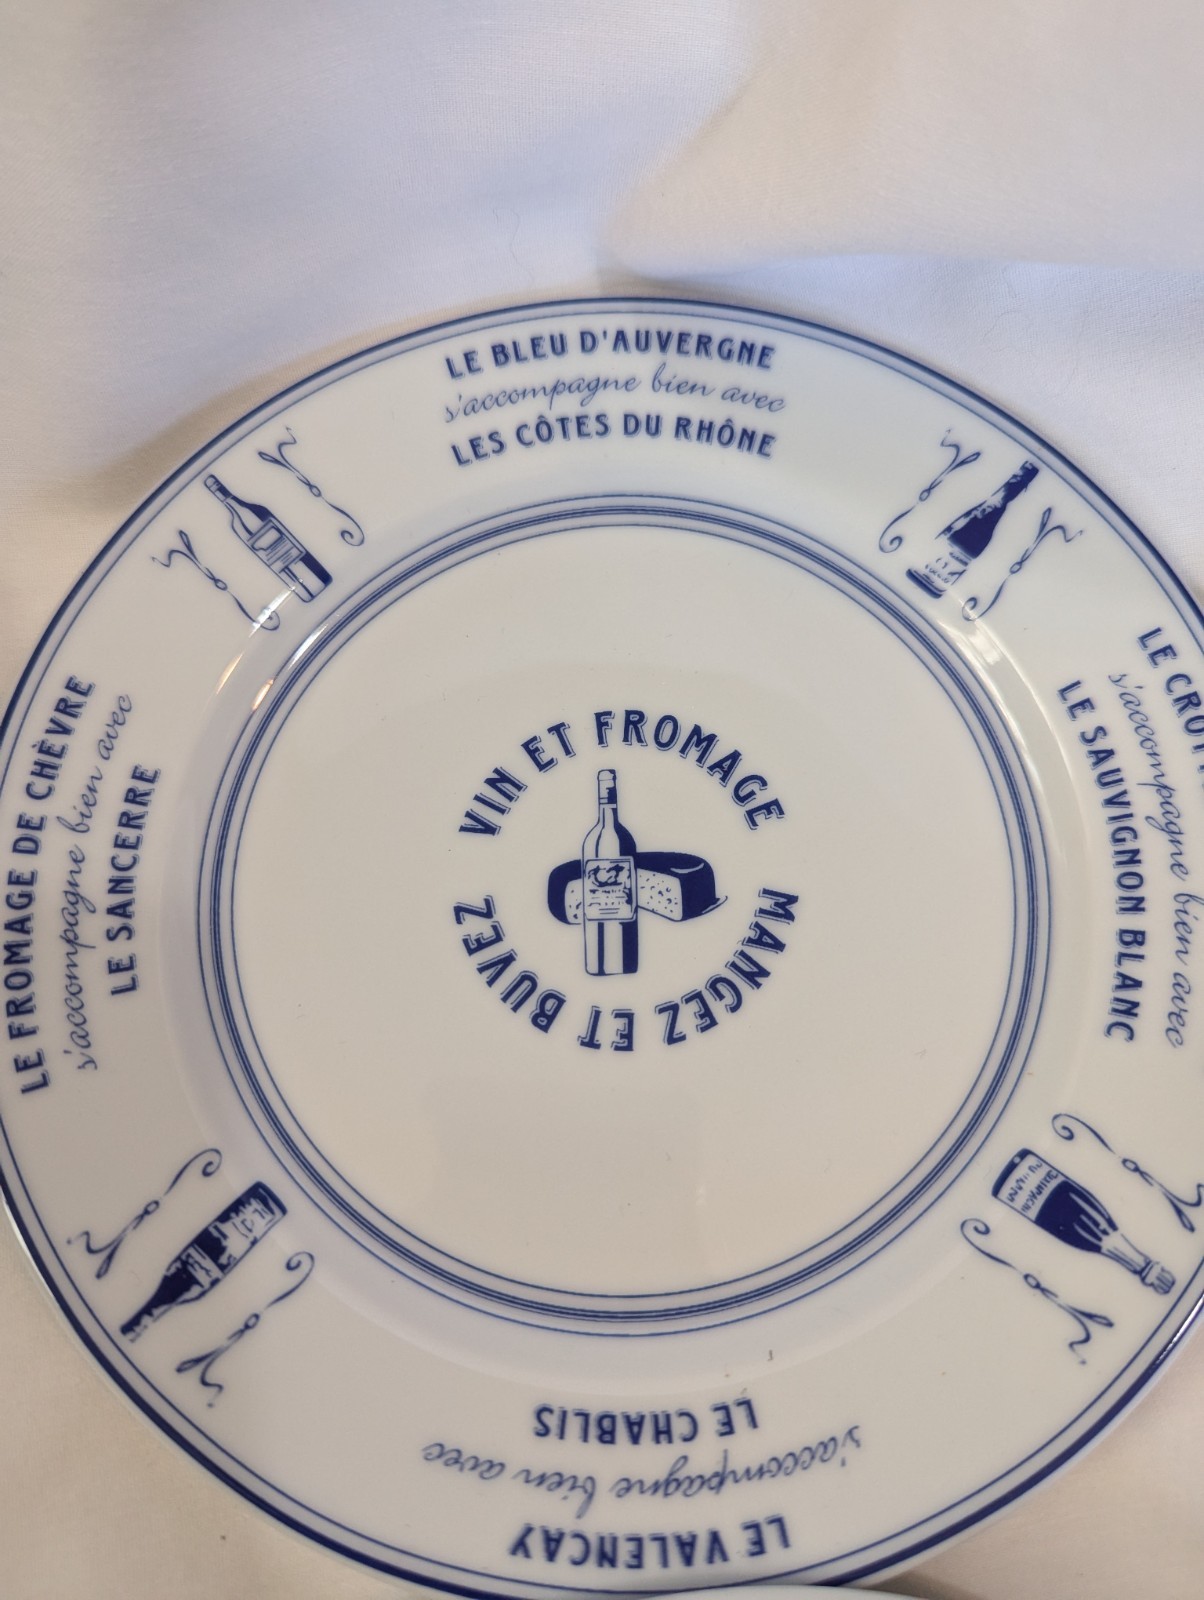 LE BLEU D'AUVERGNE
s'accompagne bien avec
LES CÔTES DU RHÔNE
s'accompagne bien avec
LE SAUVIGNON BLANC
LE VALENCAY
s'accompagne bien avec
LE CHABLIS
LE FROMAGE DE CHÈVRE
s'accompagne bien avec
LE SANCERRE
VIN ET FROMAGE
MANGEZ ET BUVEZ